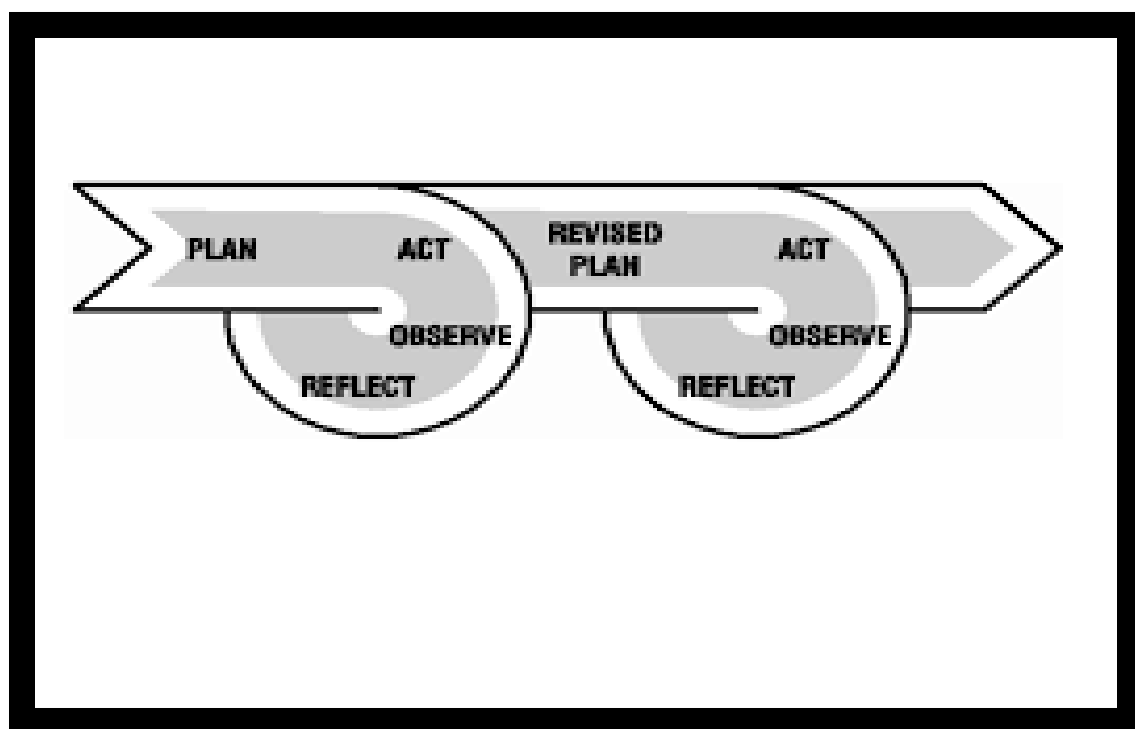 PLAN
ACT
OBSERVE
REFLECT
REVISED
PLAN
ACT
OBSERVE
REFLECT